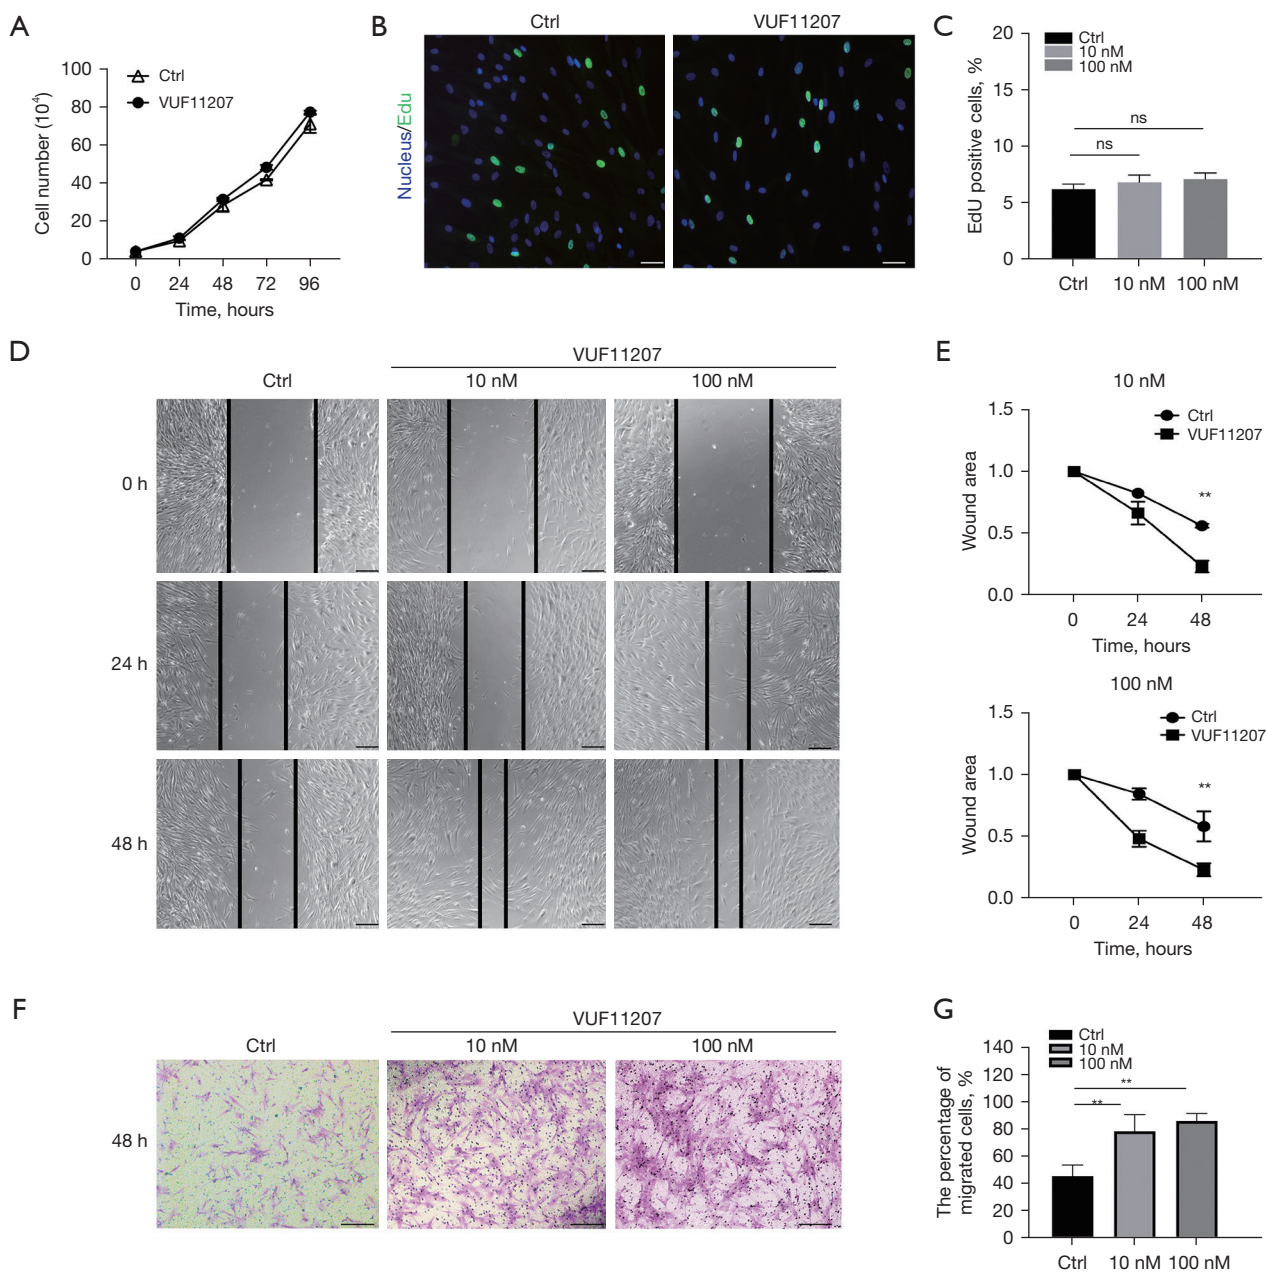 A
Ctrl
VUF11207
Cell number (10⁴)
100
80
60
40
20
0
0 24 48 72 96
Time, hours
B
Ctrl VUF11207
Nucleus/Edu
C
Ctrl
10 nM
100 nM
EdU positive cells, %
20
15
10
5
0
ns
ns
Ctrl 10 nM 100 nM
D
VUF11207
Ctrl 10 nM 100 nM
0 h
24 h
48 h
E
10 nM
Ctrl
VUF11207
Wound area
1.5
1.0
0.5
0.0
**
0 24 48
Time, hours
100 nM
Ctrl
VUF11207
Wound area
1.5
1.0
0.5
0.0
**
0 24 48
Time, hours
F
VUF11207
Ctrl 10 nM 100 nM
48 h
G
Ctrl
10 nM
100 nM
The percentage of
migrated cells, %
140
120
100
80
60
40
20
0
**
**
Ctrl 10 nM 100 nM